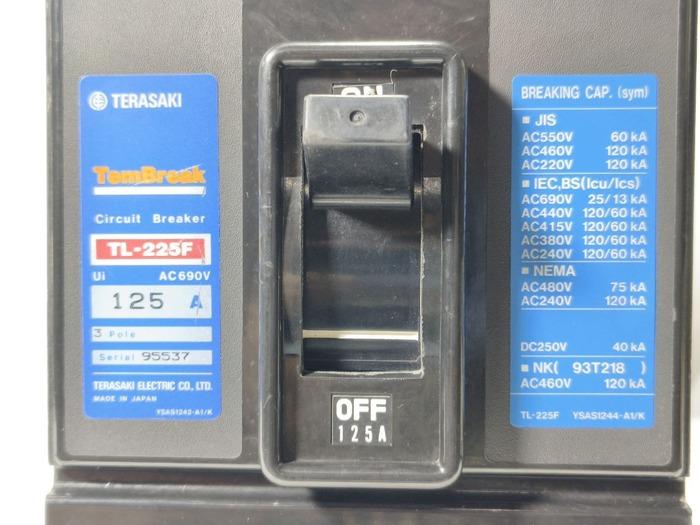 TERASAKI
TemBreak
Circuit Breaker
TL-225F
Ui AC690V
125 A
3 Pole
Serial 95537
TERASAKI ELECTRIC CO., LTD.
MADE IN JAPAN
YSAS1242-A1/K
ON
OFF
125A
BREAKING CAP. (sym)
■ JIS
AC550V 60 kA
AC460V 120 kA
AC220V 120 kA
■ IEC,BS(Icu/Ics)
AC690V 25/13 kA
AC440V 120/60 kA
AC415V 120/60 kA
AC380V 120/60 kA
AC240V 120/60 kA
■ NEMA
AC480V 75 kA
AC240V 120 kA
DC250V 40 kA
■ NK( 93T218 )
AC460V 120 kA
TL-225F YSAS1244-A1/K